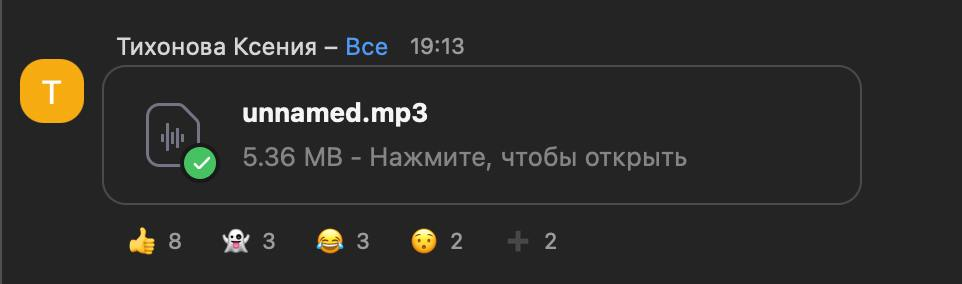 Тихонова Ксения – Все 19:13
Т
unnamed.mp3
5.36 MB - Нажмите, чтобы открыть
👍 8 👻 3 😂 3 😯 2 ➕ 2